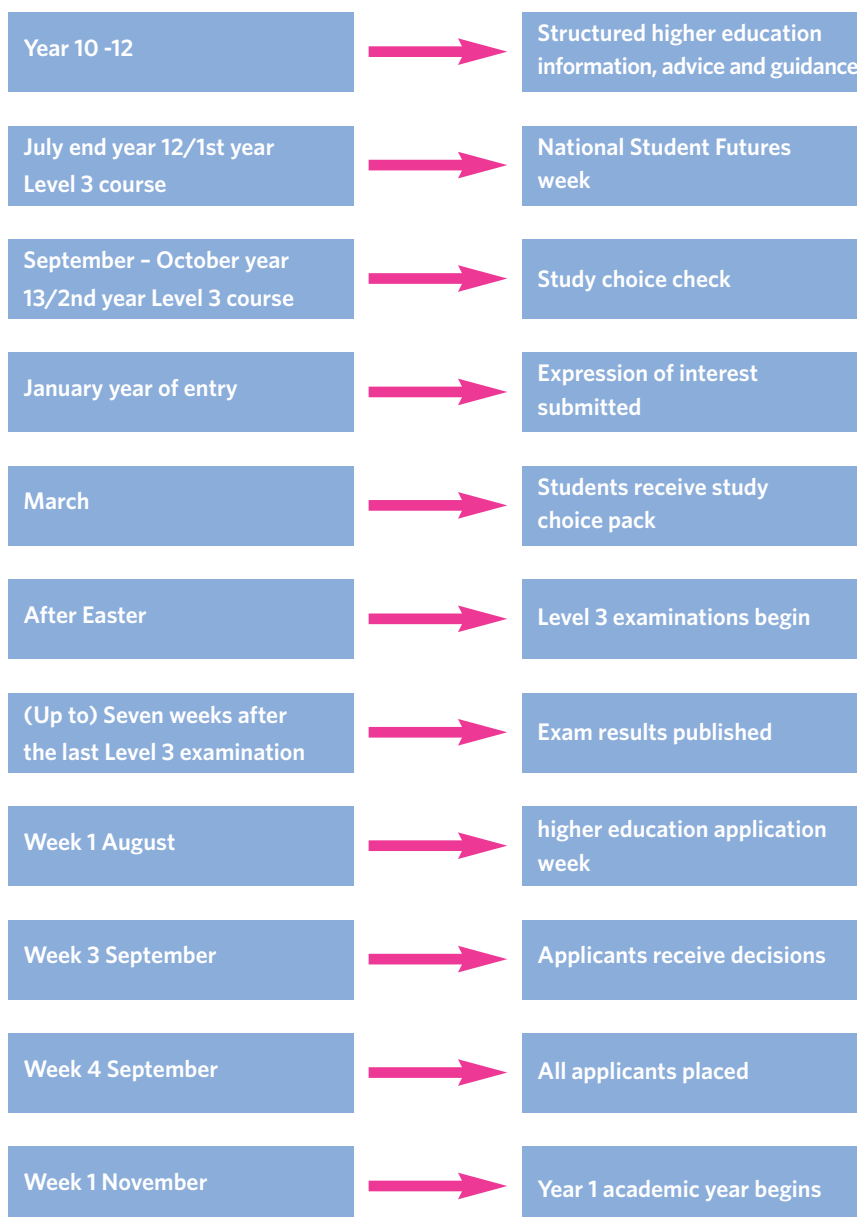 Year 10 -12
Structured higher education
information, advice and guidance
July end year 12/1st year
Level 3 course
National Student Futures
week
September – October year
13/2nd year Level 3 course
Study choice check
January year of entry
Expression of interest
submitted
March
Students receive study
choice pack
After Easter
Level 3 examinations begin
(Up to) Seven weeks after
the last Level 3 examination
Exam results published
Week 1 August
higher education application
week
Week 3 September
Applicants receive decisions
Week 4 September
All applicants placed
Week 1 November
Year 1 academic year begins